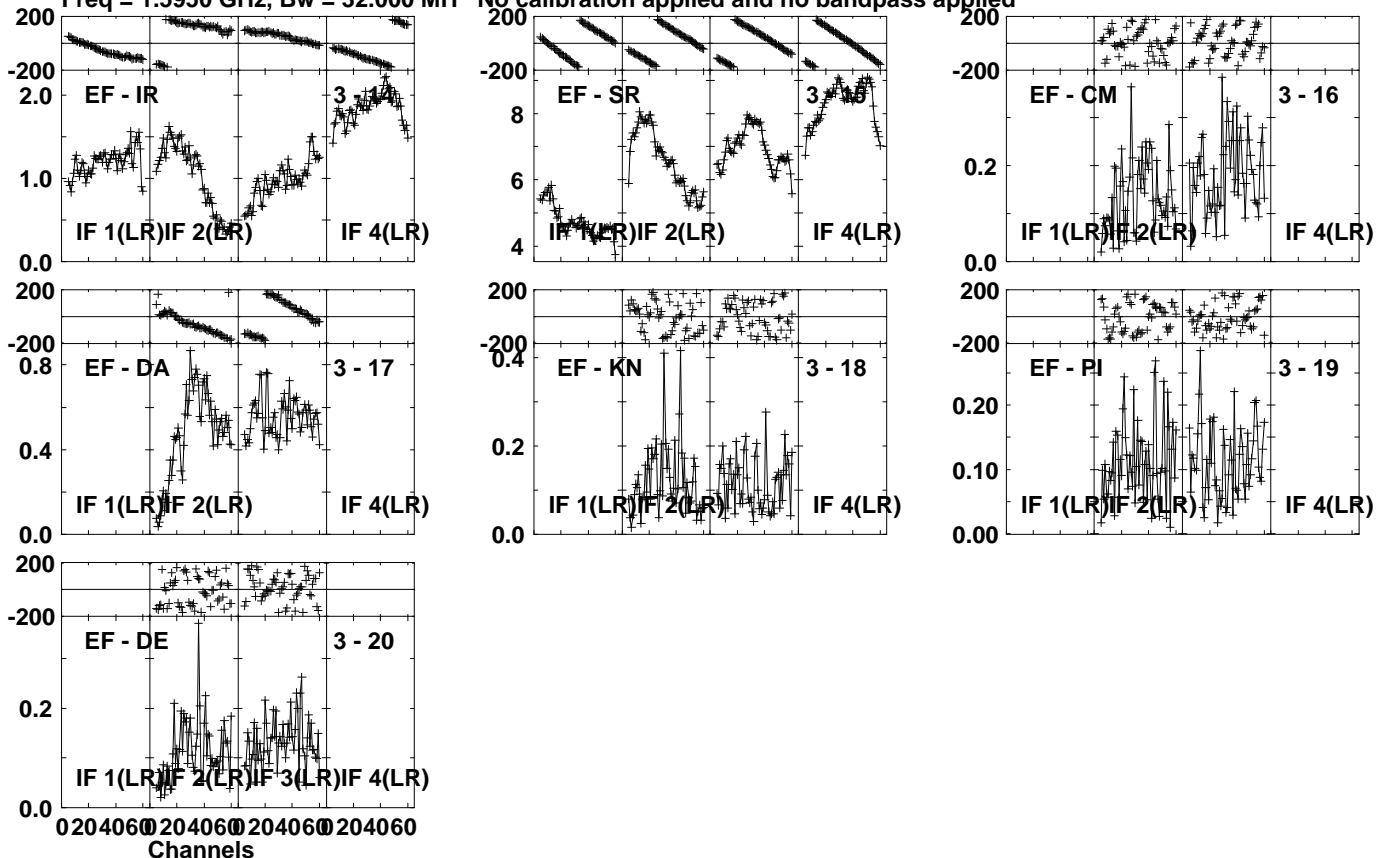 Freq = 1.5950 GHz, Bw = 32.000 MH No calibration applied and no bandpass applied
200
-200
EF - IR
3 - 14
2.0
1.0
0.0
IF 1(LR)
IF 2(LR)
IF 4(LR)
200
-200
EF - SR
3 - 15
8
6
4
IF 1(LR)
IF 2(LR)
IF 4(LR)
200
-200
EF - CM
3 - 16
0.2
0.0
IF 1(LR)
IF 2(LR)
IF 4(LR)
200
-200
EF - DA
3 - 17
0.8
0.4
0.0
IF 1(LR)
IF 2(LR)
IF 4(LR)
200
-200
EF - KN
3 - 18
0.4
0.2
0.0
IF 1(LR)
IF 2(LR)
IF 4(LR)
200
-200
EF - PI
3 - 19
0.20
0.10
0.00
IF 1(LR)
IF 2(LR)
IF 4(LR)
200
-200
EF - DE
3 - 20
0.2
0.0
IF 1(LR)
IF 2(LR)
IF 3(LR)
IF 4(LR)
0 20 40 60 0 20 40 60 0 20 40 60 0 20 40 60
Channels